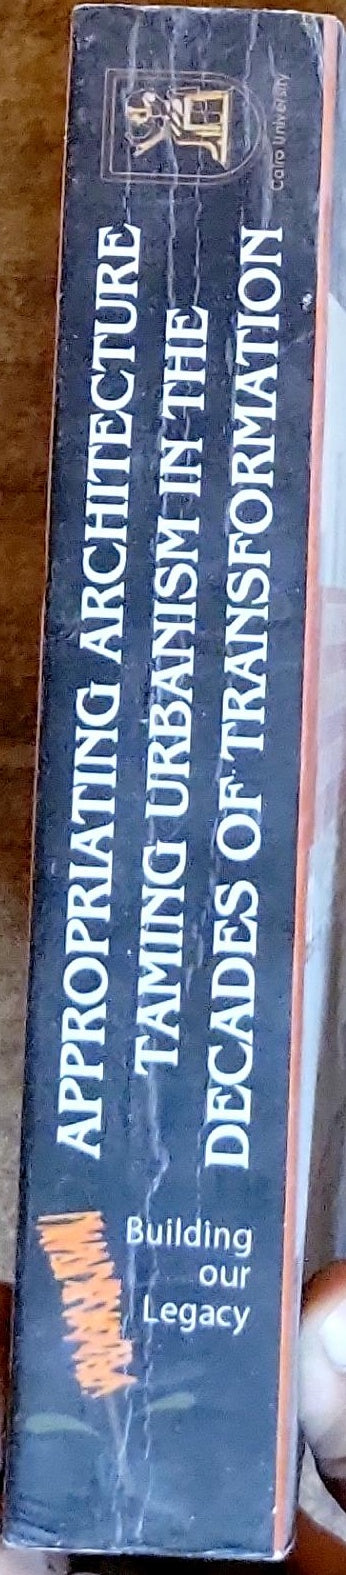 Cairo University
APPROPRIATING ARCHITECTURE
TAMING URBANISM IN THE
DECADES OF TRANSFORMATION
Building
our
Legacy